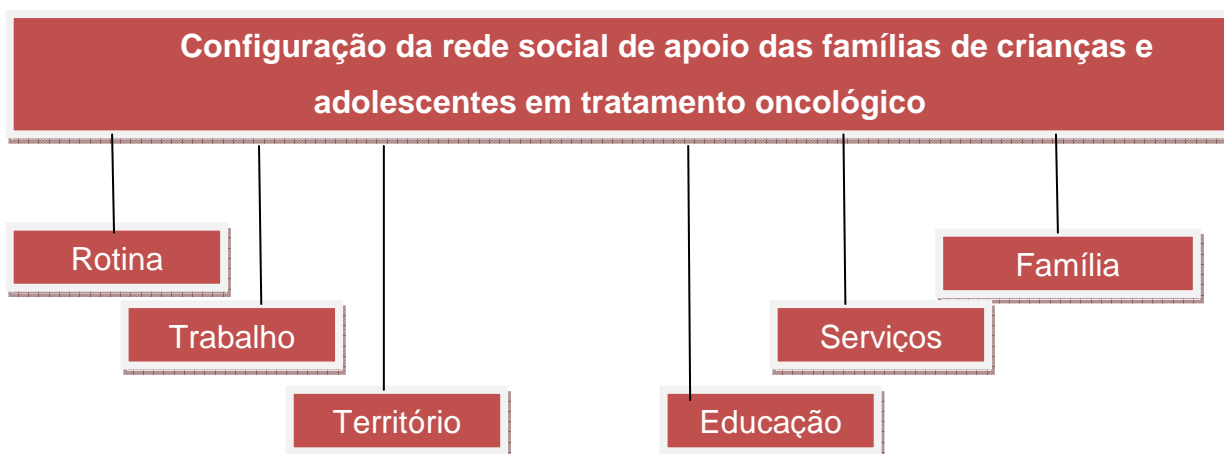 Configuração da rede social de apoio das famílias de crianças e
adolescentes em tratamento oncológico
Rotina
Família
Trabalho
Serviços
Território
Educação